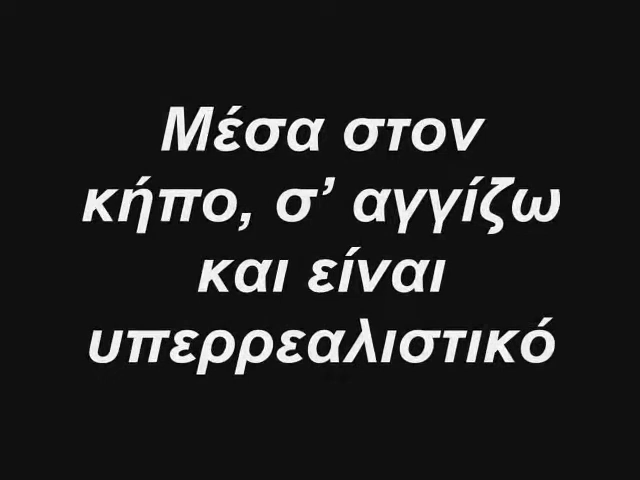 Μέσα στον
κήπο, σ’ αγγίζω
και είναι
υπερρεαλιστικό